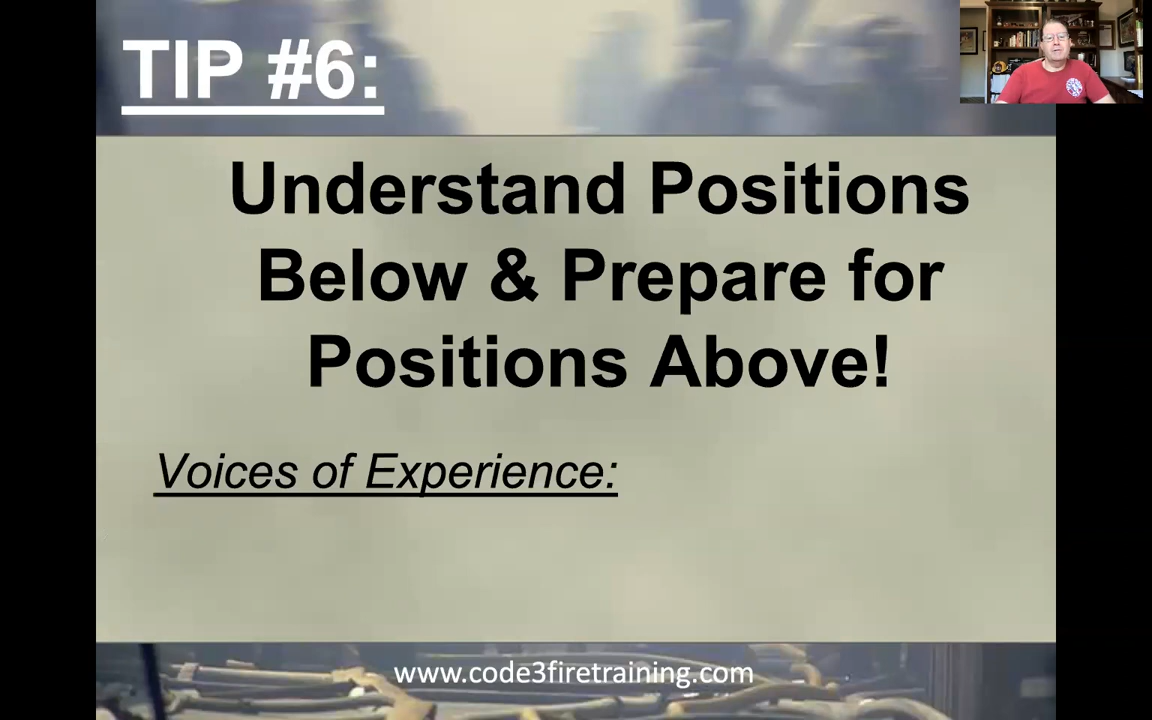 TIP #6:
Understand Positions
Below & Prepare for
Positions Above!
Voices of Experience:
www.code3firetraining.com